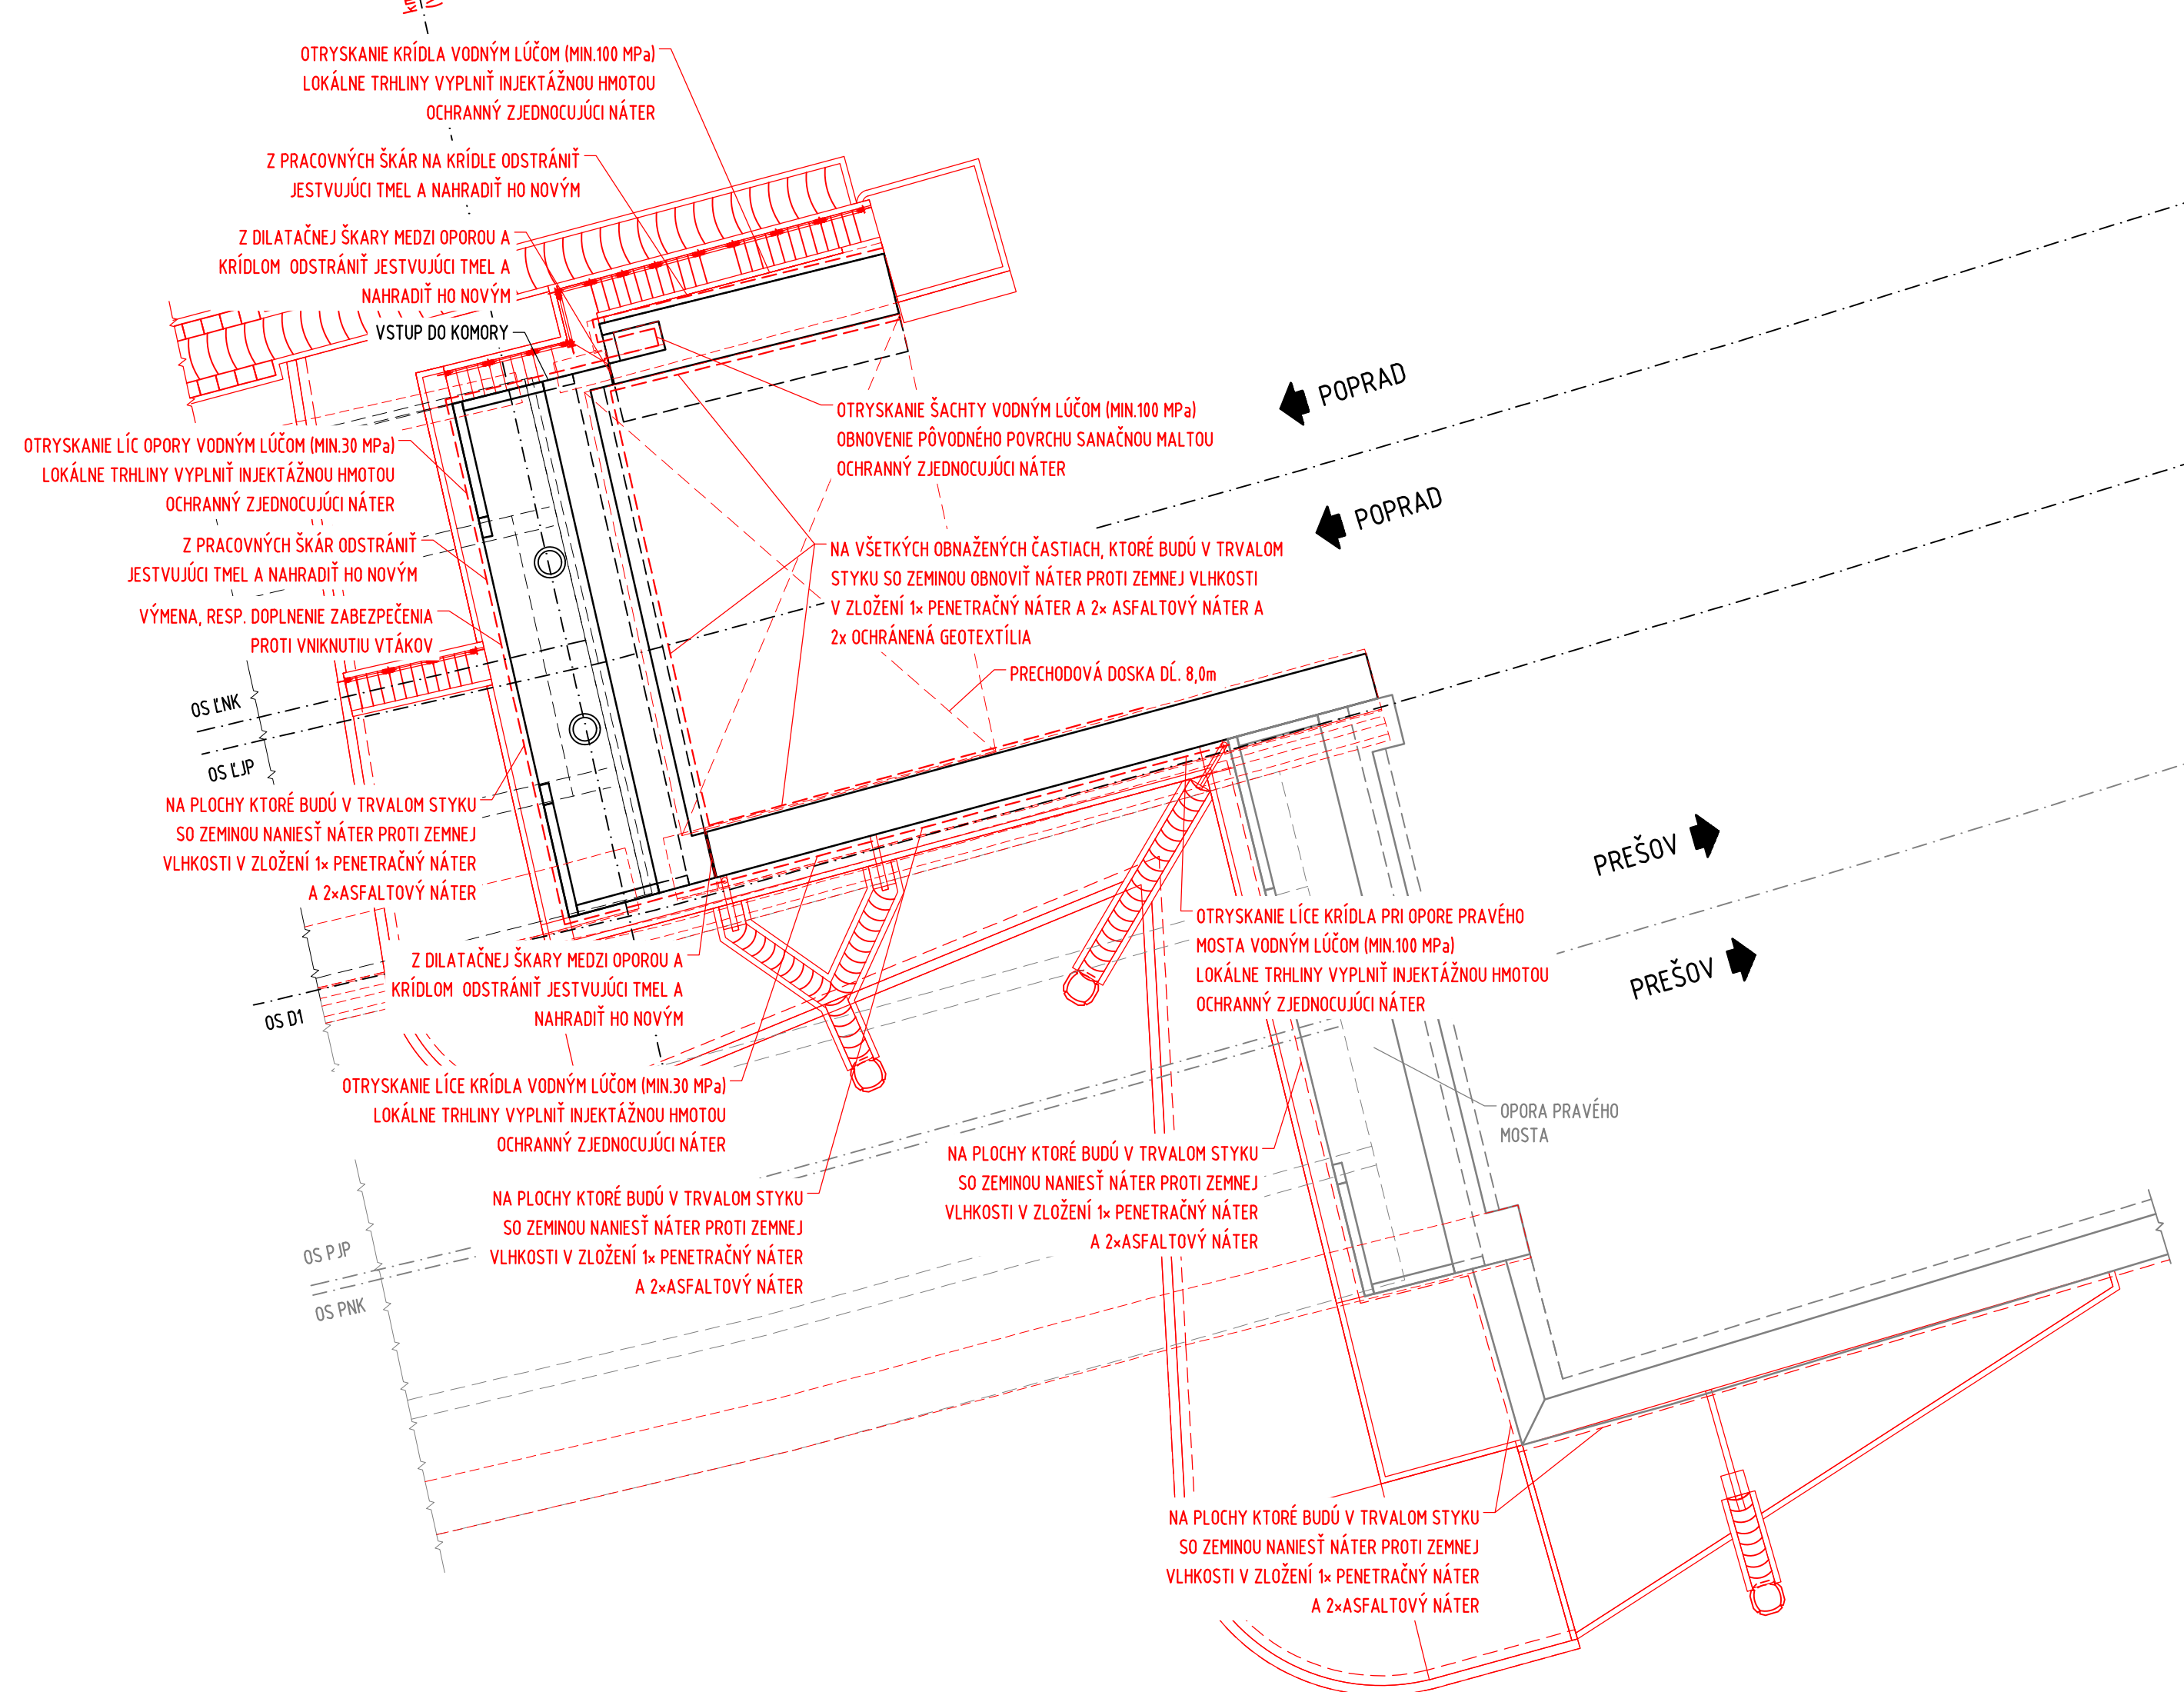 OTRYSKANIE KRÍDLA VODNÝM LÚČOM (MIN.100 MPa)
LOKÁLNE TRHLINY VYPLNIŤ INJEKTÁŽNOU HMOTOU
OCHRANNÝ ZJEDNOCUJÚCI NÁTER
Z PRACOVNÝCH ŠKÁR NA KRÍDLE ODSTRÁNIŤ
JESTVUJÚCI TMEL A NAHRADIŤ HO NOVÝM
Z DILATAČNEJ ŠKARY MEDZI OPOROU A
KRÍDLOM ODSTRÁNIŤ JESTVUJÚCI TMEL A
NAHRADIŤ HO NOVÝM
VSTUP DO KOMORY
POPRAD
OTRYSKANIE ŠACHTY VODNÝM LÚČOM (MIN.100 MPa)
OBNOVENIE PÔVODNÉHO POVRCHU SANAČNOU MALTOU
OCHRANNÝ ZJEDNOCUJÚCI NÁTER
OTRYSKANIE LÍC OPORY VODNÝM LÚČOM (MIN.30 MPa)
LOKÁLNE TRHLINY VYPLNIŤ INJEKTÁŽNOU HMOTOU
OCHRANNÝ ZJEDNOCUJÚCI NÁTER
POPRAD
Z PRACOVNÝCH ŠKÁR ODSTRÁNIŤ
JESTVUJÚCI TMEL A NAHRADIŤ HO NOVÝM
NA VŠETKÝCH OBNAŽENÝCH ČASTIACH, KTORÉ BUDÚ V TRVALOM
STYKU SO ZEMINOU OBNOVIŤ NÁTER PROTI ZEMNEJ VLHKOSTI
V ZLOŽENÍ 1× PENETRAČNÝ NÁTER A 2× ASFALTOVÝ NÁTER A
2x OCHRÁNENÁ GEOTEXTÍLIA
VÝMENA, RESP. DOPLNENIE ZABEZPEČENIA
PROTI VNIKNUTIU VTÁKOV
PRECHODOVÁ DOSKA DĹ. 8,0m
OS ĽNK
OS ĽJP
NA PLOCHY KTORÉ BUDÚ V TRVALOM STYKU
SO ZEMINOU NANIESŤ NÁTER PROTI ZEMNEJ
VLHKOSTI V ZLOŽENÍ 1× PENETRAČNÝ NÁTER
A 2×ASFALTOVÝ NÁTER
PREŠOV
OTRYSKANIE LÍCE KRÍDLA PRI OPORE PRAVÉHO
MOSTA VODNÝM LÚČOM (MIN.100 MPa)
LOKÁLNE TRHLINY VYPLNIŤ INJEKTÁŽNOU HMOTOU
OCHRANNÝ ZJEDNOCUJÚCI NÁTER
PREŠOV
Z DILATAČNEJ ŠKARY MEDZI OPOROU A
KRÍDLOM ODSTRÁNIŤ JESTVUJÚCI TMEL A
NAHRADIŤ HO NOVÝM
OS D1
OTRYSKANIE LÍCE KRÍDLA VODNÝM LÚČOM (MIN.30 MPa)
LOKÁLNE TRHLINY VYPLNIŤ INJEKTÁŽNOU HMOTOU
OCHRANNÝ ZJEDNOCUJÚCI NÁTER
OPORA PRAVÉHO
MOSTA
NA PLOCHY KTORÉ BUDÚ V TRVALOM STYKU
SO ZEMINOU NANIESŤ NÁTER PROTI ZEMNEJ
VLHKOSTI V ZLOŽENÍ 1× PENETRAČNÝ NÁTER
A 2×ASFALTOVÝ NÁTER
NA PLOCHY KTORÉ BUDÚ V TRVALOM STYKU
SO ZEMINOU NANIESŤ NÁTER PROTI ZEMNEJ
VLHKOSTI V ZLOŽENÍ 1× PENETRAČNÝ NÁTER
A 2×ASFALTOVÝ NÁTER
OS PJP
OS PNK
NA PLOCHY KTORÉ BUDÚ V TRVALOM STYKU
SO ZEMINOU NANIESŤ NÁTER PROTI ZEMNEJ
VLHKOSTI V ZLOŽENÍ 1× PENETRAČNÝ NÁTER
A 2×ASFALTOVÝ NÁTER